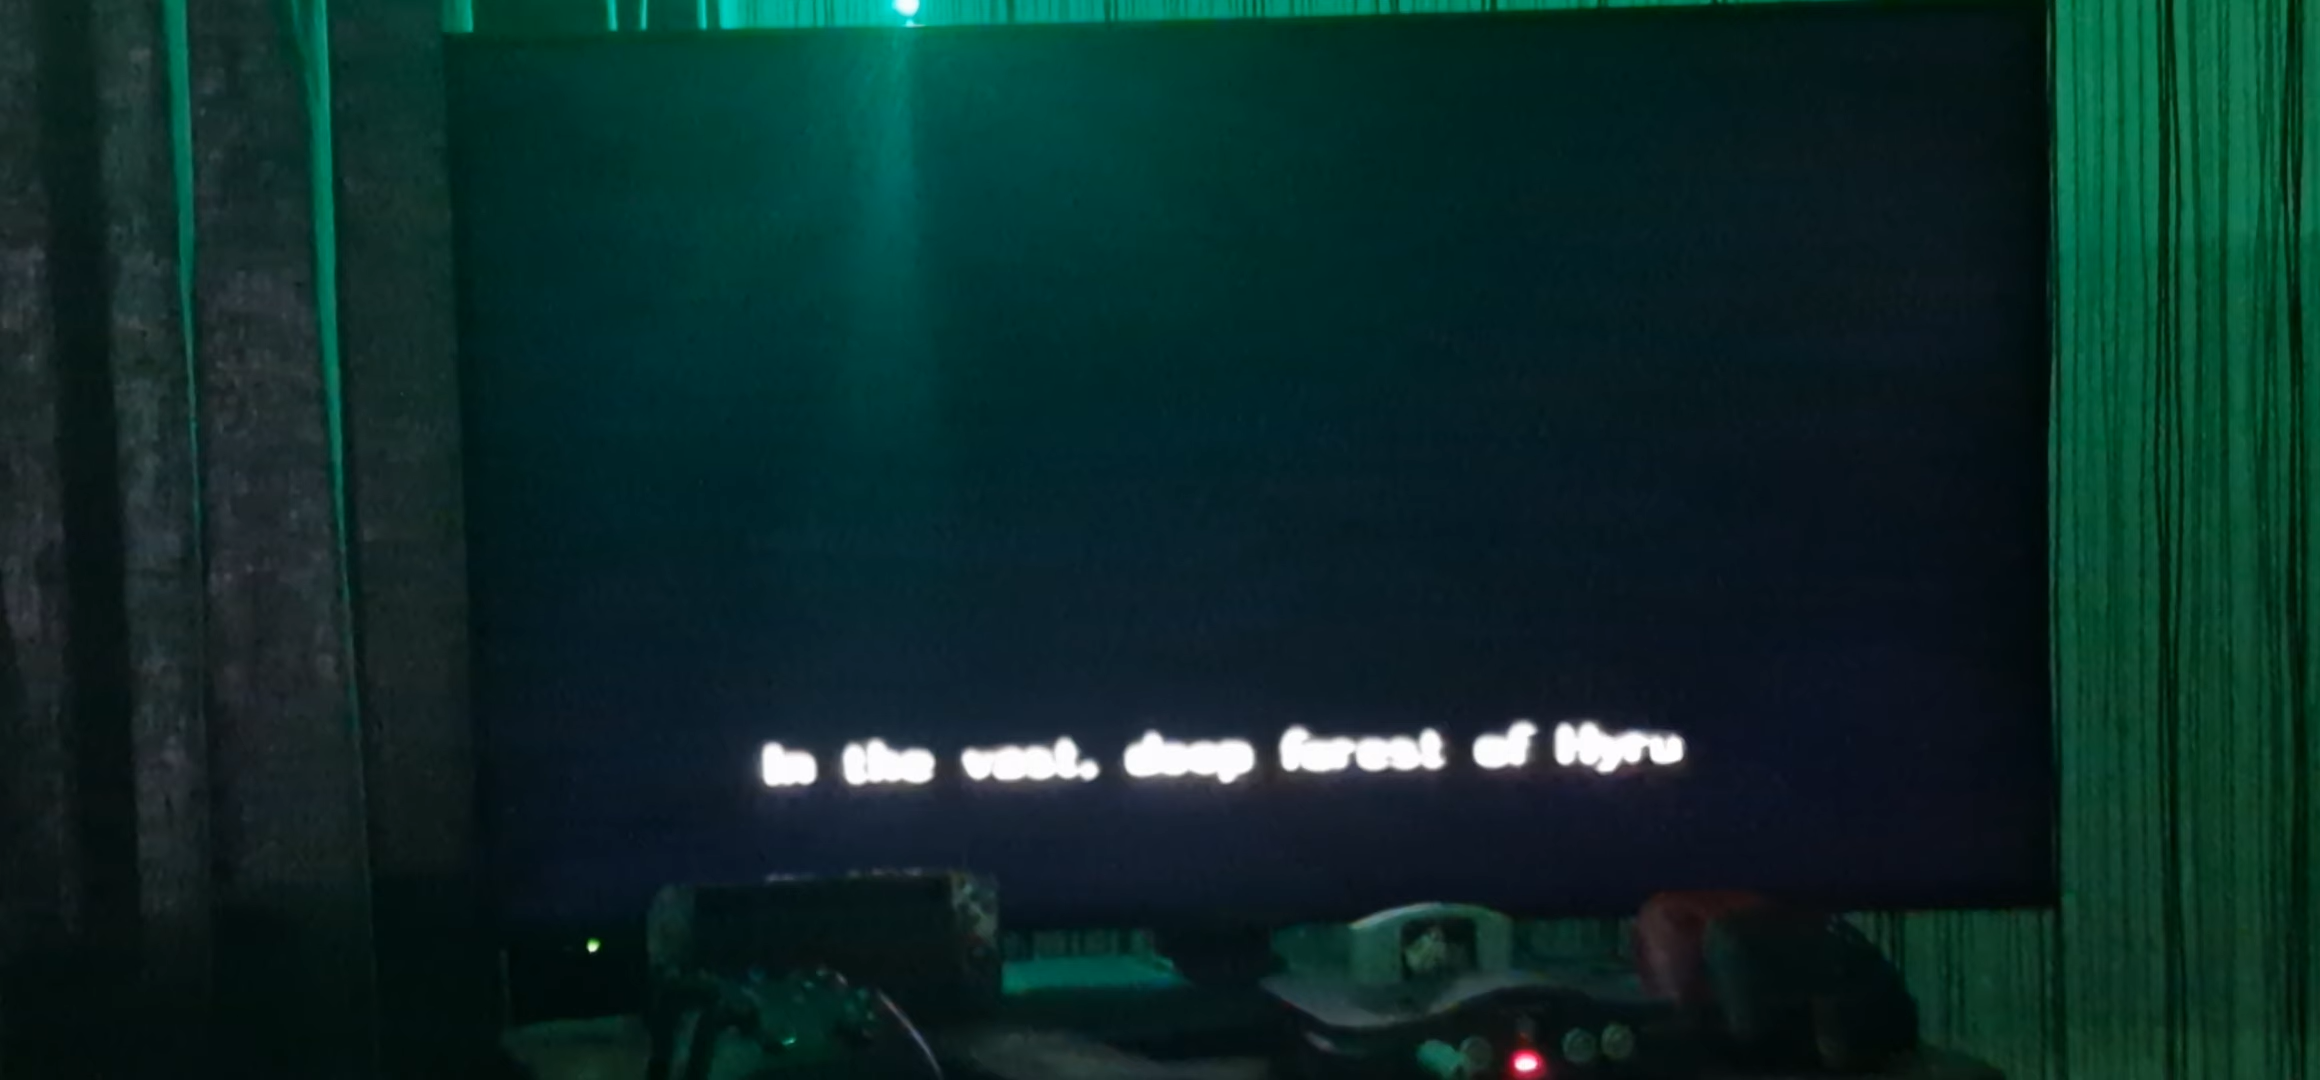 In the vast, deep forest of Hyru